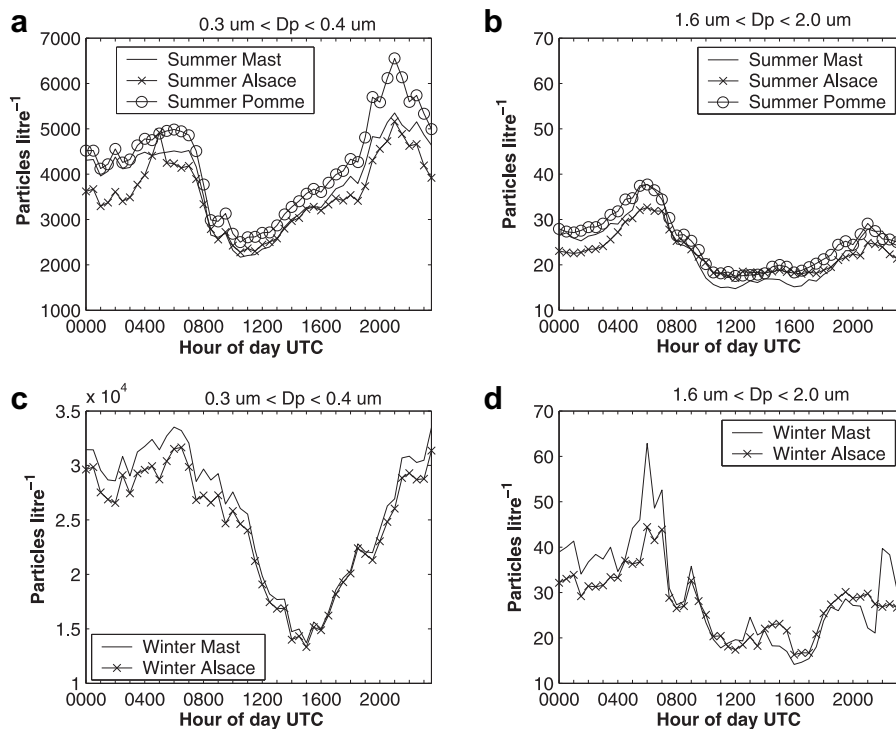 a
0.3 um < Dp < 0.4 um
7000
6000
5000
4000
3000
2000
1000
Particles litre⁻¹
Summer Mast
Summer Alsace
Summer Pomme
0000 0400 0800 1200 1600 2000
Hour of day UTC
b
1.6 um < Dp < 2.0 um
70
60
50
40
30
20
10
Particles litre⁻¹
Summer Mast
Summer Alsace
Summer Pomme
0000 0400 0800 1200 1600 2000
Hour of day UTC
c
x 10⁴
0.3 um < Dp < 0.4 um
3.5
3
2.5
2
1.5
1
Particles litre⁻¹
Winter Mast
Winter Alsace
0000 0400 0800 1200 1600 2000
Hour of day UTC
d
1.6 um < Dp < 2.0 um
70
60
50
40
30
20
10
Particles litre⁻¹
Winter Mast
Winter Alsace
0000 0400 0800 1200 1600 2000
Hour of day UTC